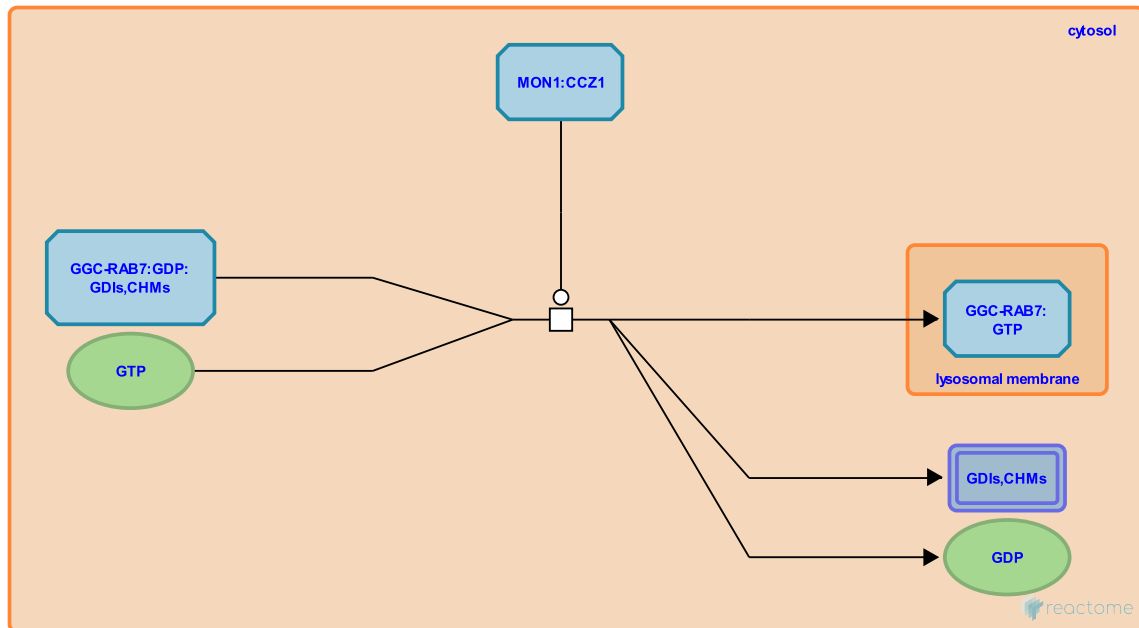 cytosol
MON1:CCZ1
GGC-RAB7:GDP:
GDIs,CHMs
GTP
GGC-RAB7:
GTP
lysosomal membrane
GDIs,CHMs
GDP
reactome